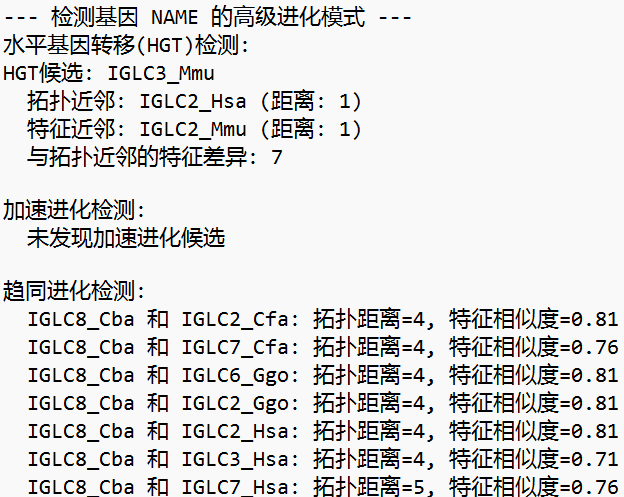 --- 检测基因 NAME 的高级进化模式 ---
水平基因转移(HGT)检测:
HGT候选: IGLC3_Mmu
拓扑近邻: IGLC2_Hsa (距离: 1)
特征近邻: IGLC2_Mmu (距离: 1)
与拓扑近邻的特征差异: 7
加速进化检测:
未发现加速进化候选
趋同进化检测:
IGLC8_Cba 和 IGLC2_Cfa: 拓扑距离=4, 特征相似度=0.81
IGLC8_Cba 和 IGLC7_Cfa: 拓扑距离=4, 特征相似度=0.76
IGLC8_Cba 和 IGLC6_Ggo: 拓扑距离=4, 特征相似度=0.81
IGLC8_Cba 和 IGLC2_Ggo: 拓扑距离=4, 特征相似度=0.81
IGLC8_Cba 和 IGLC2_Hsa: 拓扑距离=4, 特征相似度=0.81
IGLC8_Cba 和 IGLC3_Hsa: 拓扑距离=4, 特征相似度=0.71
IGLC8_Cba 和 IGLC7_Hsa: 拓扑距离=5, 特征相似度=0.76